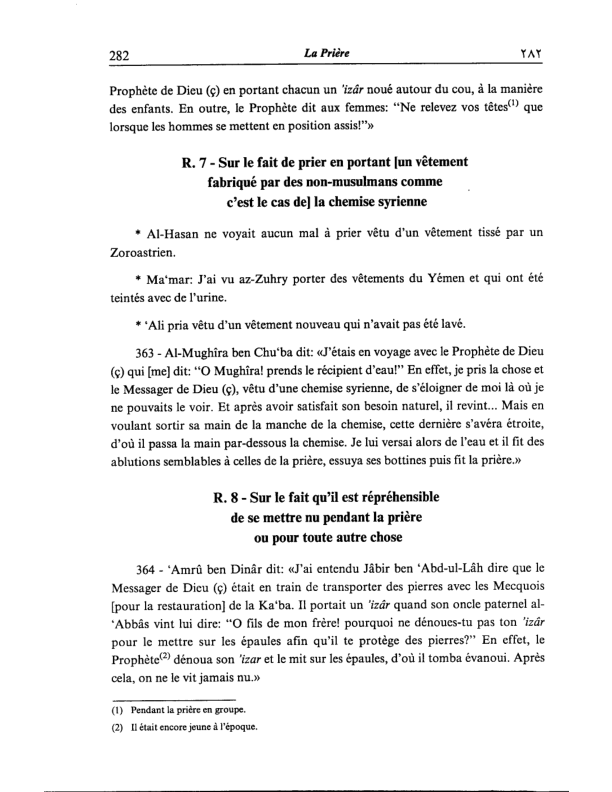 282 La Prière ٢٨٢
Prophète de Dieu (ç) en portant chacun un 'izâr noué autour du cou, à la manière
des enfants. En outre, le Prophète dit aux femmes: “Ne relevez vos têtes(1) que
lorsque les hommes se mettent en position assis!”»
R. 7 - Sur le fait de prier en portant [un vêtement
fabriqué par des non-musulmans comme
c’est le cas de] la chemise syrienne
* Al-Hasan ne voyait aucun mal à prier vêtu d’un vêtement tissé par un
Zoroastrien.
* Ma‘mar: J’ai vu az-Zuhry porter des vêtements du Yémen et qui ont été
teintés avec de l’urine.
* ‘Ali pria vêtu d’un vêtement nouveau qui n’avait pas été lavé.
363 - Al-Mughîra ben Chu‘ba dit: «J’étais en voyage avec le Prophète de Dieu
(ç) qui [me] dit: “O Mughîra! prends le récipient d’eau!” En effet, je pris la chose et
le Messager de Dieu (ç), vêtu d’une chemise syrienne, de s’éloigner de moi là où je
ne pouvaits le voir. Et après avoir satisfait son besoin naturel, il revint... Mais en
voulant sortir sa main de la manche de la chemise, cette dernière s’avéra étroite,
d’où il passa la main par-dessous la chemise. Je lui versai alors de l’eau et il fit des
ablutions semblables à celles de la prière, essuya ses bottines puis fit la prière.»
R. 8 - Sur le fait qu’il est répréhensible
de se mettre nu pendant la prière
ou pour toute autre chose
364 - ‘Amrû ben Dinâr dit: «J’ai entendu Jâbir ben ‘Abd-ul-Lâh dire que le
Messager de Dieu (ç) était en train de transporter des pierres avec les Mecquois
[pour la restauration] de la Ka‘ba. Il portait un 'izâr quand son oncle paternel al-
‘Abbâs vint lui dire: “O fils de mon frère! pourquoi ne dénoues-tu pas ton 'izâr
pour le mettre sur les épaules afin qu’il te protège des pierres?” En effet, le
Prophète(2) dénoua son 'izar et le mit sur les épaules, d’où il tomba évanoui. Après
cela, on ne le vit jamais nu.»
(1) Pendant la prière en groupe.
(2) Il était encore jeune à l’époque.